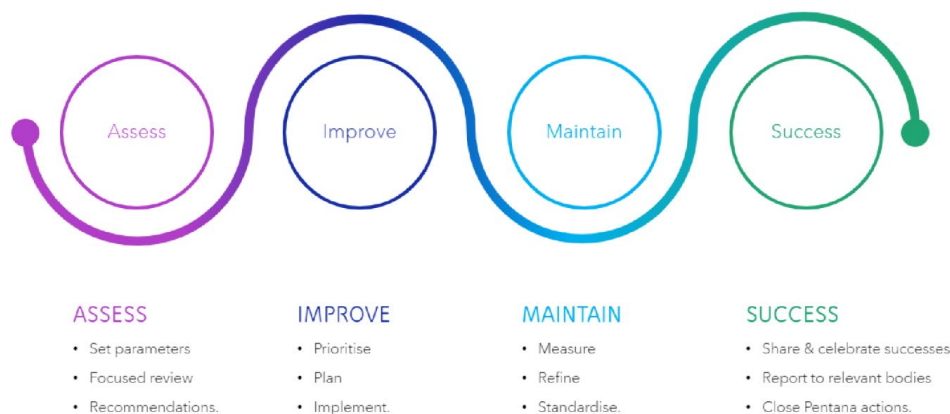 Assess
Improve
Maintain
Success
ASSESS
• Set parameters
• Focused review
• Recommendations.
IMPROVE
• Prioritise
• Plan
• Implement.
MAINTAIN
• Measure
• Refine
• Standardise.
SUCCESS
• Share & celebrate successes
• Report to relevant bodies
• Close Pentana actions.